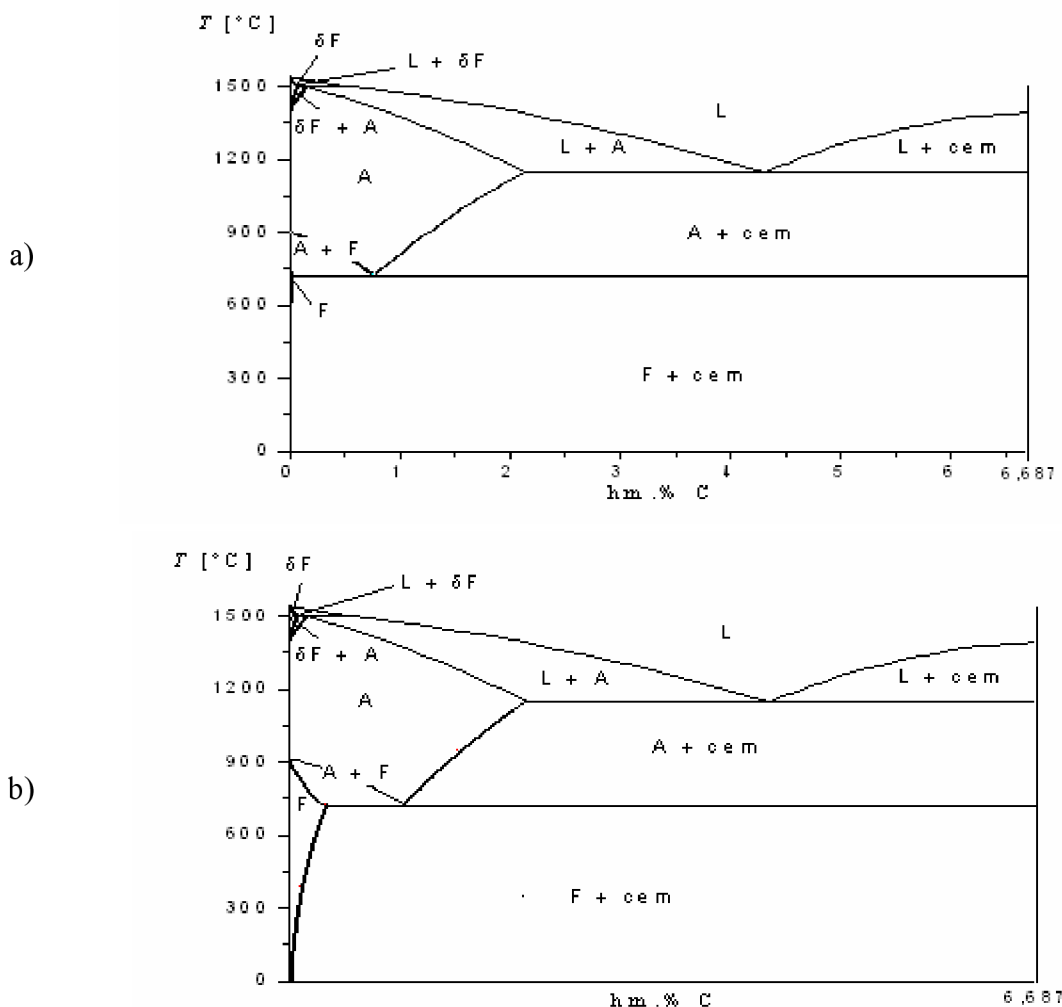 a)
T [°C]
δF
L + δF
1500
L
δF + A
L + A
L + cem
1200
A
900
A + F
A + cem
600
F
F + cem
300
0
0 1 2 3 4 5 6 6,687
hm.% C
b)
T [°C]
δF
L + δF
1500
L
δF + A
L + A
L + cem
1200
A
A + cem
900
A + F
F
600
F + cem
300
0
hm.% C
6,687